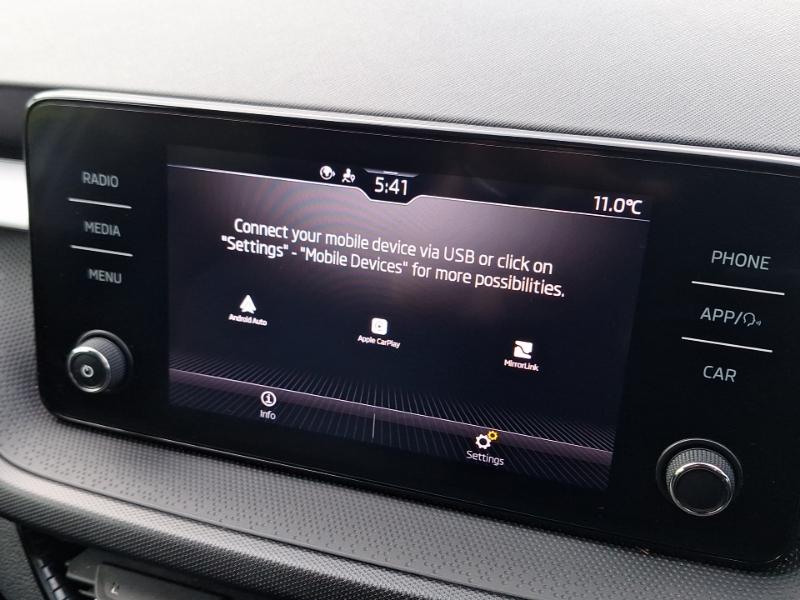 RADIO
MEDIA
MENU
5:41
11.0°C
Connect your mobile device via USB or click on
"Settings" - "Mobile Devices" for more possibilities.
Android Auto
Apple CarPlay
MirrorLink
Info
Settings
PHONE
APP/
CAR